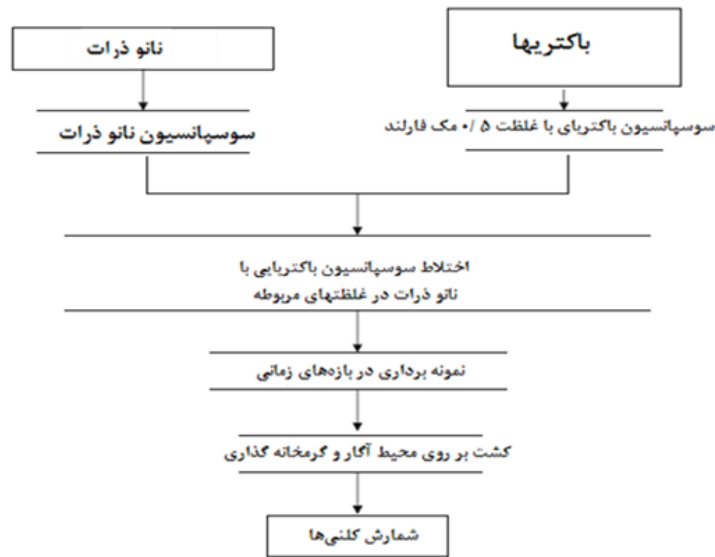 باکتریها
نانو ذرات
سوسپانسیون باکتریای با غلظت ۵ /۰ مک فارلند
سوسپانسیون نانو ذرات
اختلاط سوسپانسیون باکتریایی با
نانو ذرات در غلظتهای مربوطه
نمونه برداری در بازه‌های زمانی
کشت بر روی محیط آگار و گرمخانه گذاری
شمارش کلنی‌ها